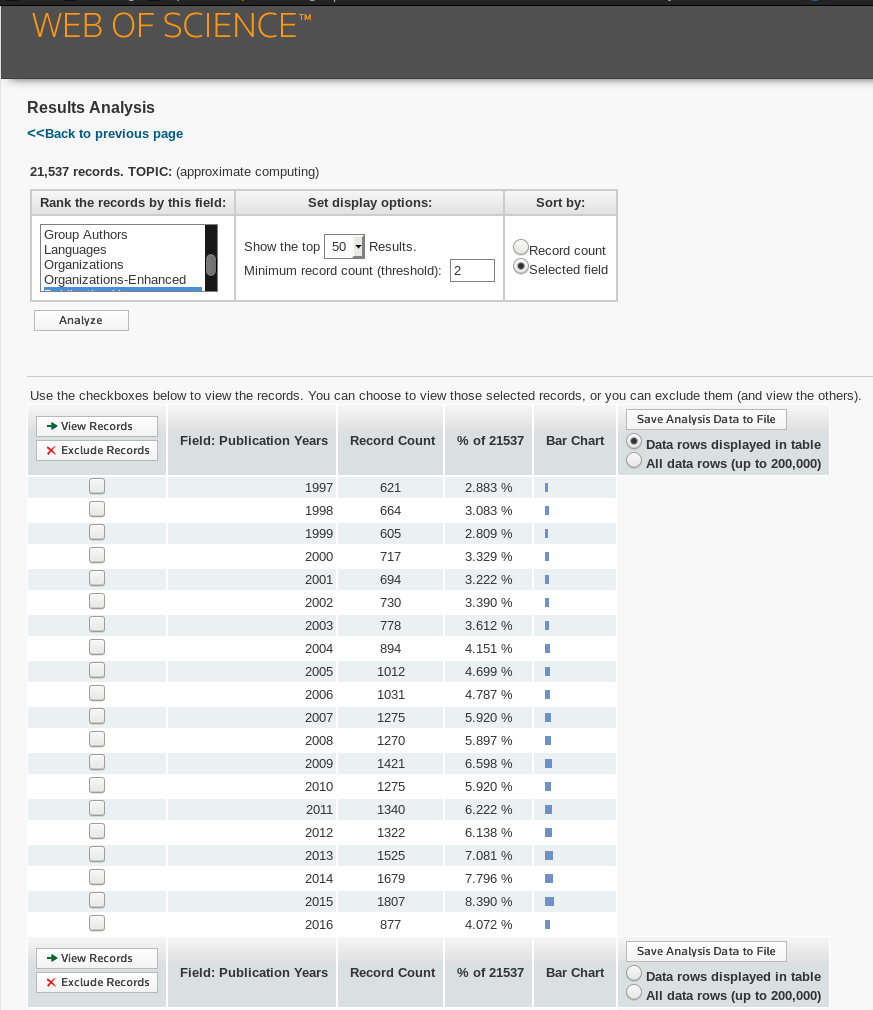 WEB OF SCIENCE™
Results Analysis
<<Back to previous page
21,537 records. TOPIC: (approximate computing)
Rank the records by this field: Set display options: Sort by:
Group Authors
Languages
Organizations
Organizations-Enhanced
Show the top 50 Results.
Minimum record count (threshold): 2
Record count
Selected field
Analyze
Use the checkboxes below to view the records. You can choose to view those selected records, or you can exclude them (and view the others).
View Records
Exclude Records
Field: Publication Years Record Count % of 21537 Bar Chart
Save Analysis Data to File
Data rows displayed in table
All data rows (up to 200,000)
1997 621 2.883 %
1998 664 3.083 %
1999 605 2.809 %
2000 717 3.329 %
2001 694 3.222 %
2002 730 3.390 %
2003 778 3.612 %
2004 894 4.151 %
2005 1012 4.699 %
2006 1031 4.787 %
2007 1275 5.920 %
2008 1270 5.897 %
2009 1421 6.598 %
2010 1275 5.920 %
2011 1340 6.222 %
2012 1322 6.138 %
2013 1525 7.081 %
2014 1679 7.796 %
2015 1807 8.390 %
2016 877 4.072 %
View Records
Exclude Records
Field: Publication Years Record Count % of 21537 Bar Chart
Save Analysis Data to File
Data rows displayed in table
All data rows (up to 200,000)